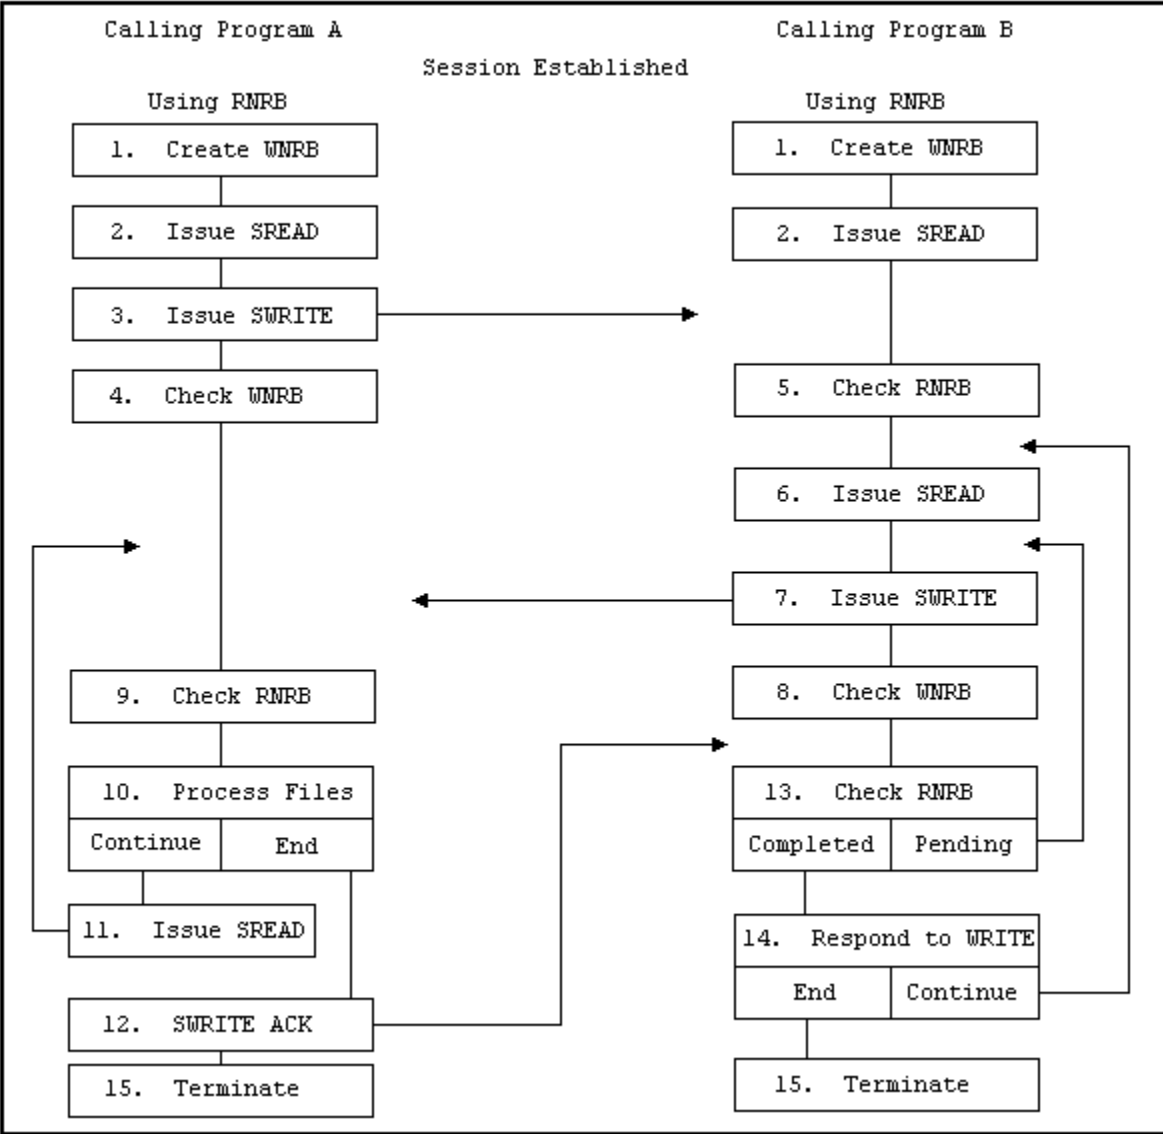 Calling Program A
Calling Program B
Session Established
Using RNRB
Using RNRB
1. Create WNRB
1. Create WNRB
2. Issue SREAD
2. Issue SREAD
3. Issue SWRITE
4. Check WNRB
5. Check RNRB
6. Issue SREAD
7. Issue SWRITE
9. Check RNRB
8. Check WNRB
10. Process Files
13. Check RNRB
Continue
End
Completed
Pending
11. Issue SREAD
14. Respond to WRITE
End
Continue
12. SWRITE ACK
15. Terminate
15. Terminate